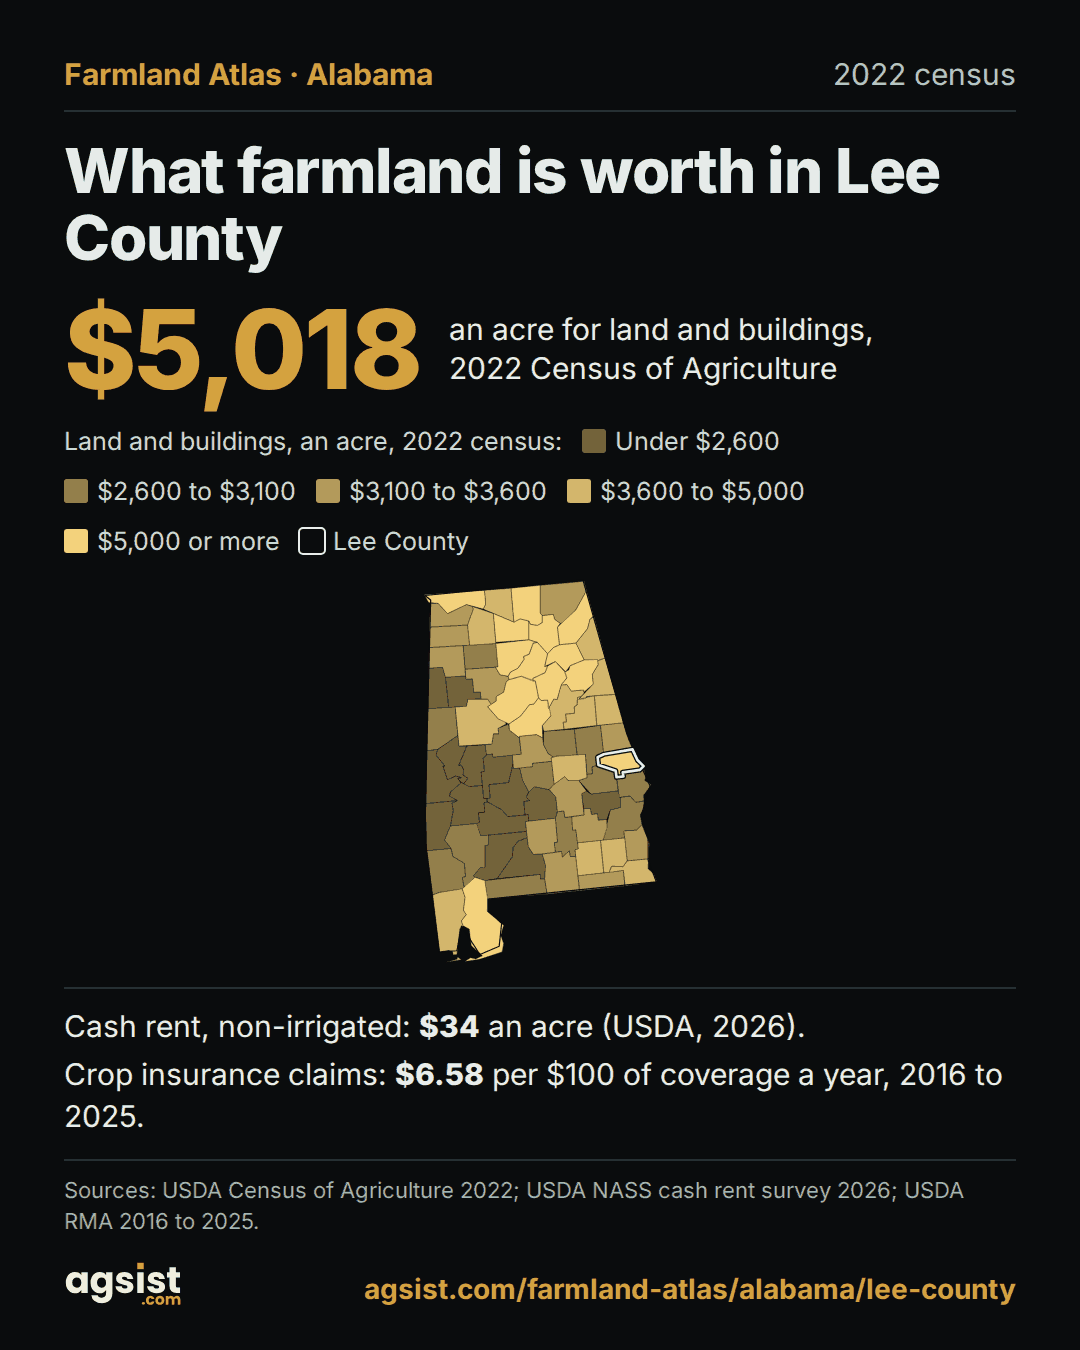 Farmland Atlas · Alabama
2022 census
What farmland is worth in Lee
County
$5,018
an acre for land and buildings,
2022 Census of Agriculture
Land and buildings, an acre, 2022 census: Under $2,600
$2,600 to $3,100 $3,100 to $3,600 $3,600 to $5,000
$5,000 or more Lee County
Cash rent, non-irrigated: $34 an acre (USDA, 2026).
Crop insurance claims: $6.58 per $100 of coverage a year, 2016 to
2025.
Sources: USDA Census of Agriculture 2022; USDA NASS cash rent survey 2026; USDA
RMA 2016 to 2025.
agsist
.com
agsist.com/farmland-atlas/alabama/lee-county